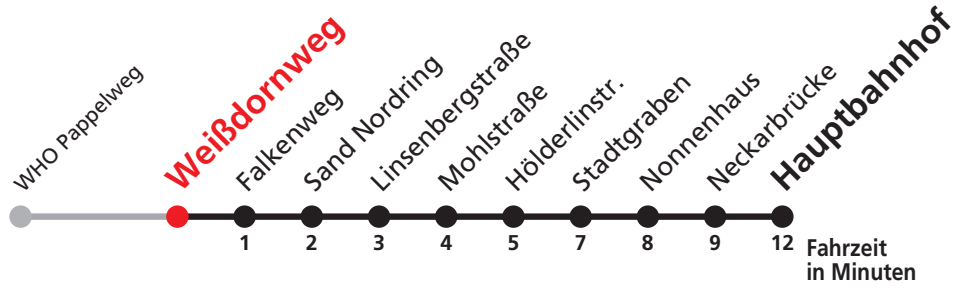 WHO Pappelweg
Weißdornweg
Falkenweg
Sand Nordring
Linsenbergstraße
Mohlstraße
Hölderlinstr.
Stadtgraben
Nonnenhaus
Neckarbrücke
Hauptbahnhof
1 2 3 4 5 7 8 9 12
Fahrzeit
in Minuten